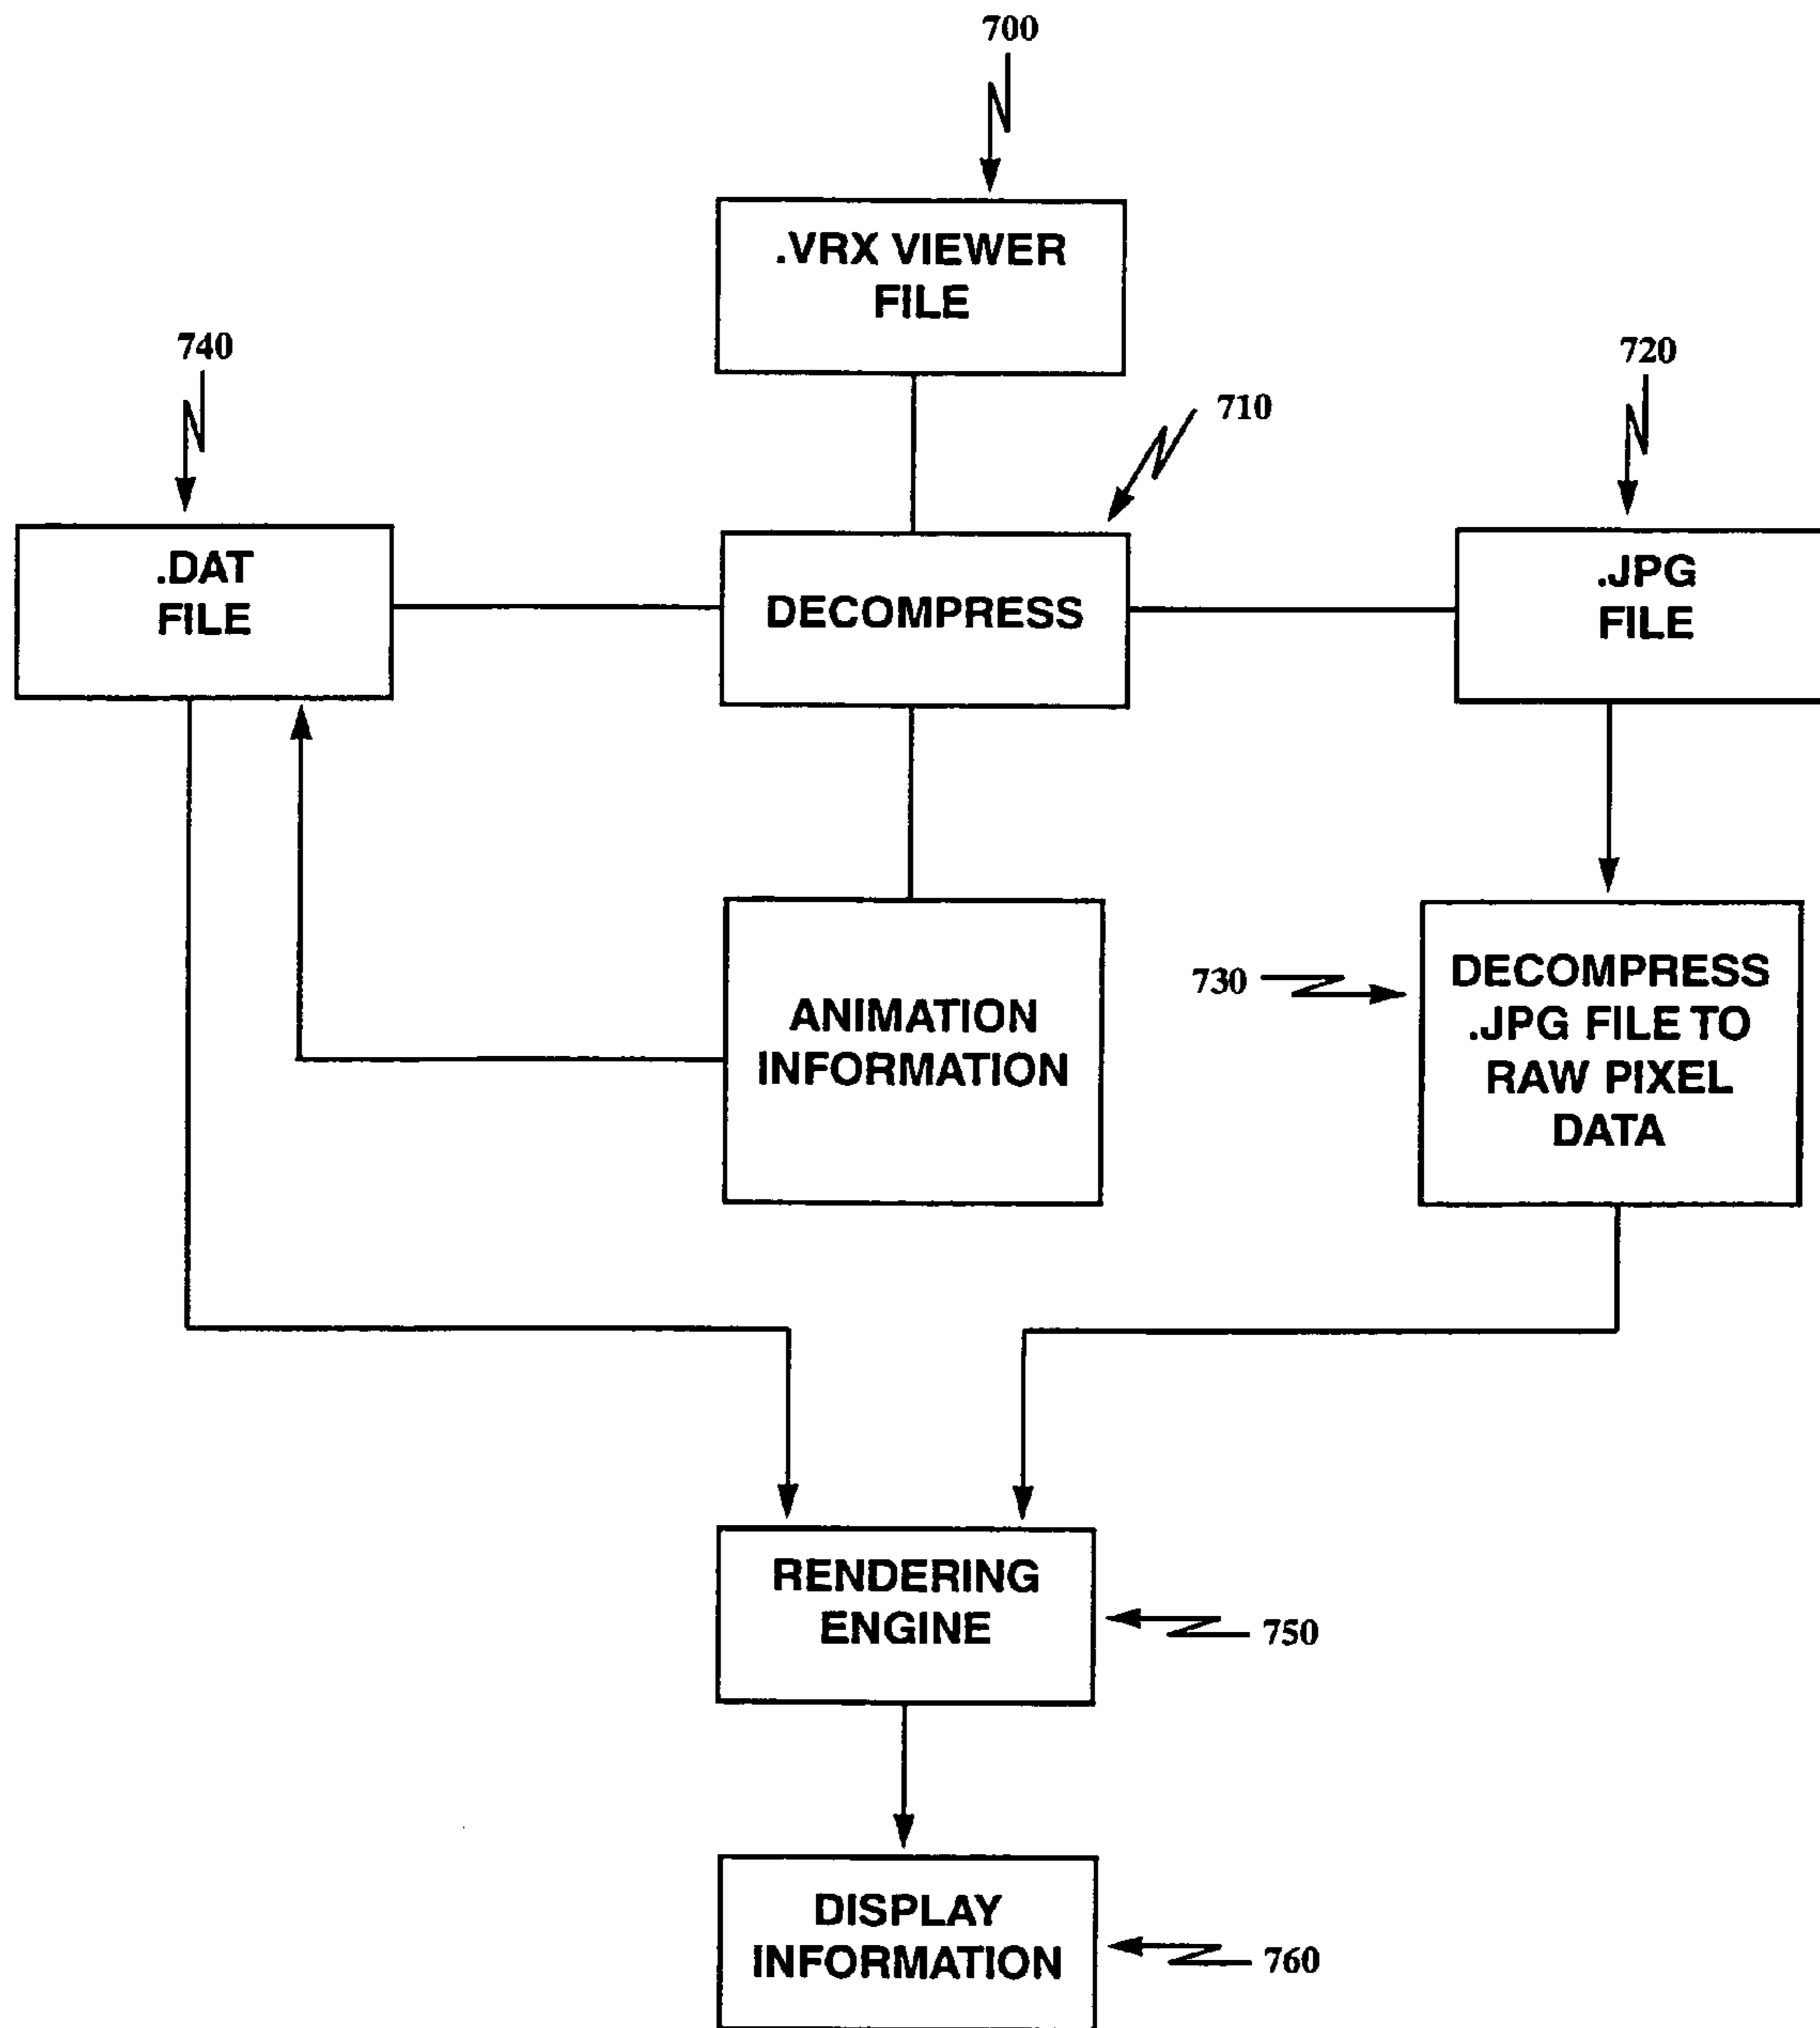 700
.VRX VIEWER
FILE
740
720
710
.DAT
FILE
DECOMPRESS
.JPG
FILE
ANIMATION
INFORMATION
730
DECOMPRESS
.JPG FILE TO
RAW PIXEL
DATA
RENDERING
ENGINE
750
DISPLAY
INFORMATION
760